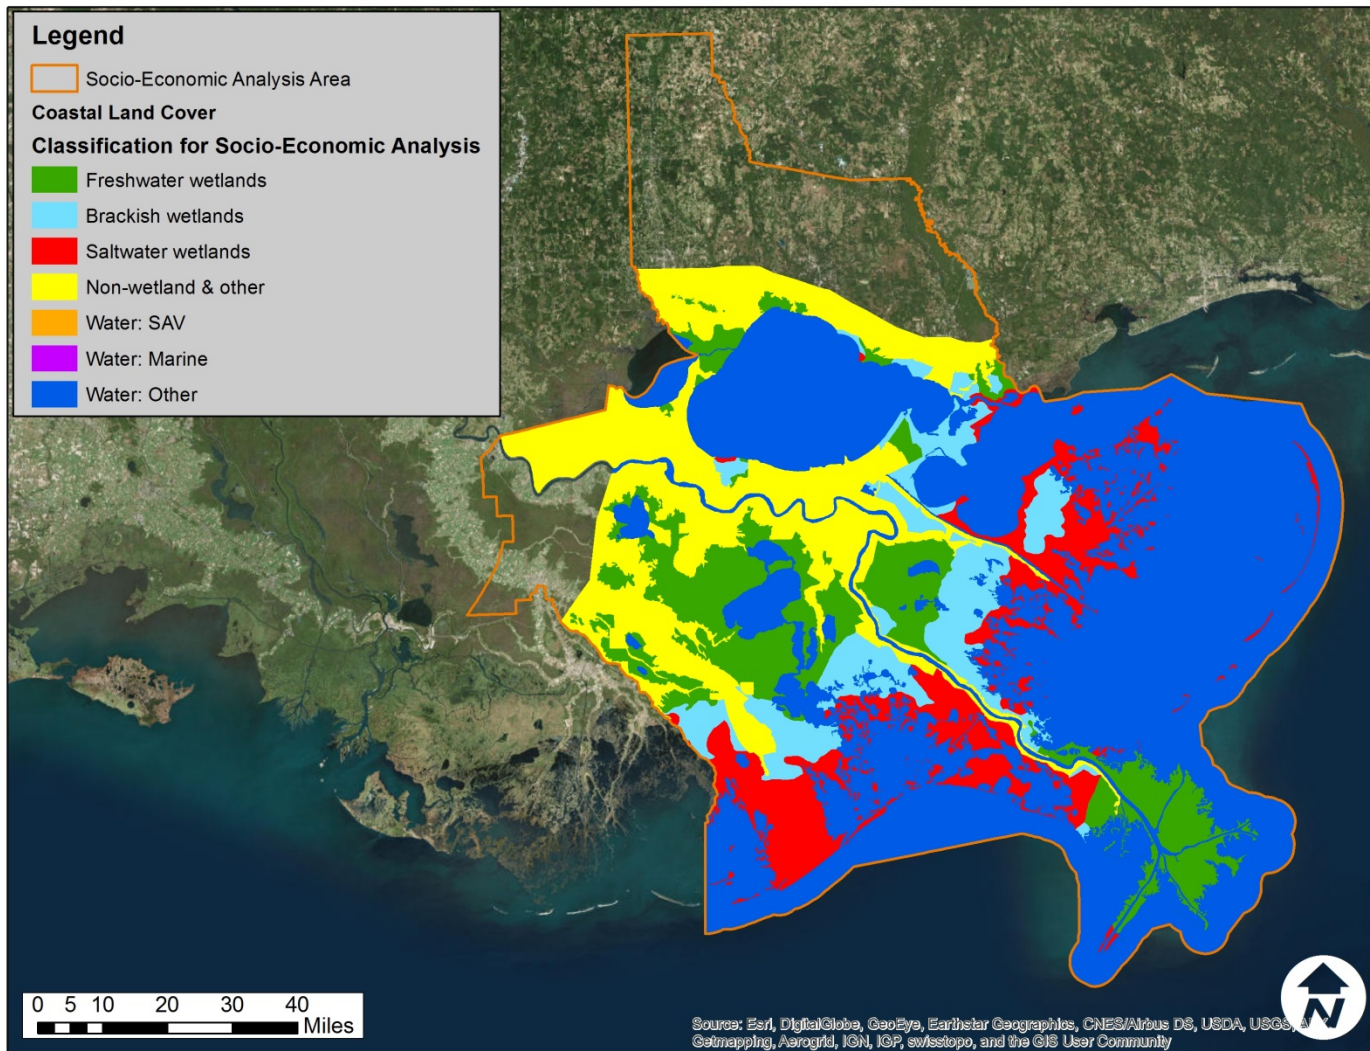 Legend
Socio-Economic Analysis Area
Coastal Land Cover
Classification for Socio-Economic Analysis
Freshwater wetlands
Brackish wetlands
Saltwater wetlands
Non-wetland & other
Water: SAV
Water: Marine
Water: Other
0 5 10 20 30 40
Miles
N
Source: Esri, DigitalGlobe, GeoEye, Earthstar Geographics, CNES/Airbus DS, USDA, USGS,
Getmapping, Aerogrid, IGN, IGP, swisstopo, and the GIS User Community